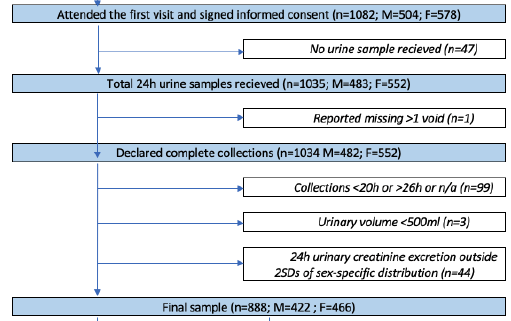 Attended the first visit and signed informed consent (n=1082; M=504; F=578)
No urine sample recieved (n=47)
Total 24h urine samples recieved (n=1035; M=483; F=552)
Reported missing >1 void (n=1)
Declared complete collections (n=1034 M=482; F=552)
Collections <20h or >26h or n/a (n=99)
Urinary volume <500ml (n=3)
24h urinary creatinine excretion outside
2SDs of sex-specific distribution (n=44)
Final sample (n=888; M=422 ; F=466)